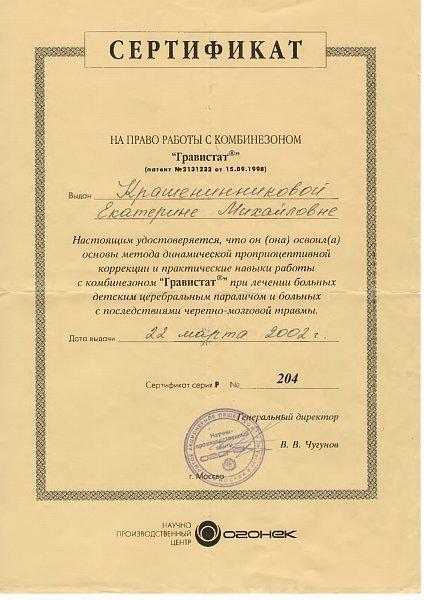 СЕРТИФИКАТ
НА ПРАВО РАБОТЫ С КОМБИНЕЗОНОМ
"Гравистат®"
(патент №2131232 от 15.09.1998)
Выдан Крашенинниковой
Екатерине Михайловне
Настоящим удостоверяется, что он (она) освоил(а)
основы метода динамической проприоцептивной
коррекции и практические навыки работы
с комбинезоном "Гравистат®" при лечении больных
детским церебральным параличом и больных
с последствиями черепно-мозговой травмы.
Дата выдачи 22 марта 2002 г.
Сертификат серия Р № 204
Генеральный директор
В. В. Чугунов
г. Москва
НАУЧНО
ПРОИЗВОДСТВЕННЫЙ
ЦЕНТР
ОГОНЕК